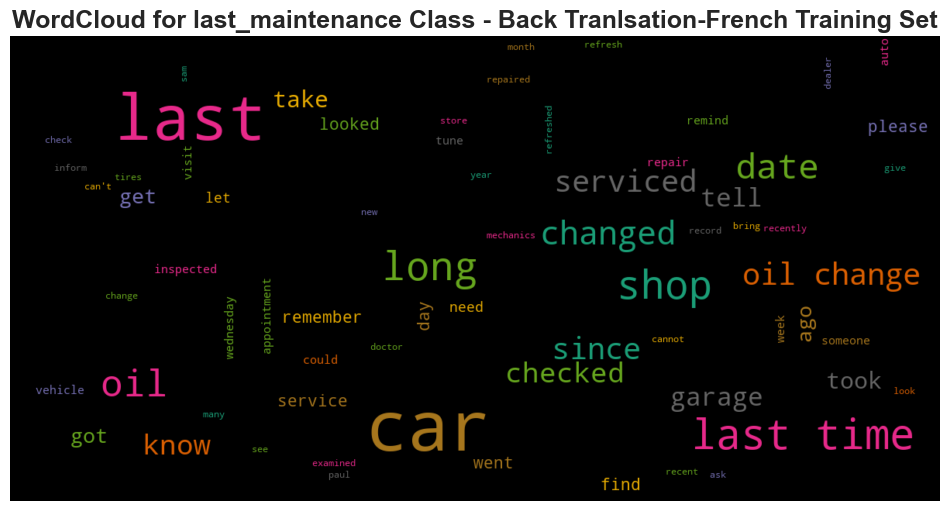 WordCloud for last_maintenance Class - Back Tranlsation-French Training Set
month
refresh
auto
sam
repaired
dealer
last
take
looked
store
refreshed
remind
please
check
tune
visit
repair
date
inform
tires
year
serviced
give
can't
get
let
tell
new
mechanics
changed
record
bring
recently
inspected
long
shop
oil change
change
wednesday
appointment
remember
day
need
week
ago
someone
doctor
since
cannot
could
checked
vehicle
oil
service
garage
took
look
many
got
know
see
car
last time
examined
paul
went
find
recent
ask